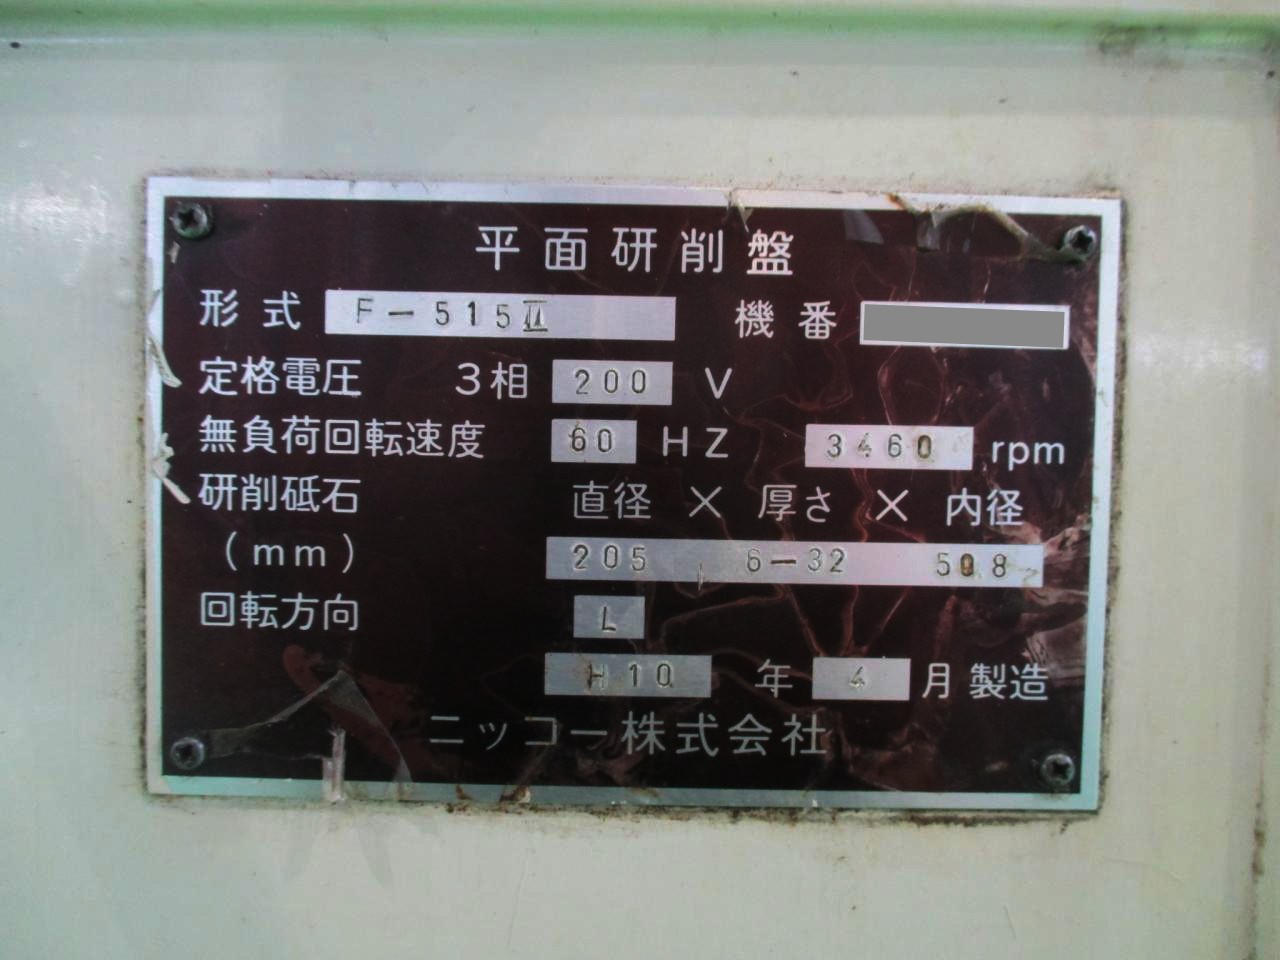 平面研削盤
形式 F-515Ⅱ 機番
定格電圧 3相 200 V
無負荷回転速度 60 HZ 3460 rpm
研削砥石 直径 × 厚さ × 内径
(mm) 205 6-32 50.8
回転方向 L
H10 年 4 月 製造
ニッコー株式会社